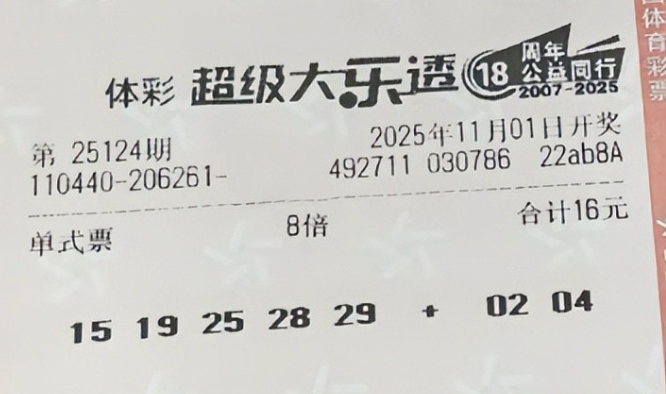 体彩 超级大乐透 18 周年 公益同行 2007-2025
第 25124期 2025年11月01日开奖
110440-206261- 492711 030786 22ab8A
单式票 8倍 合计16元
15 19 25 28 29 + 02 04
体育彩票